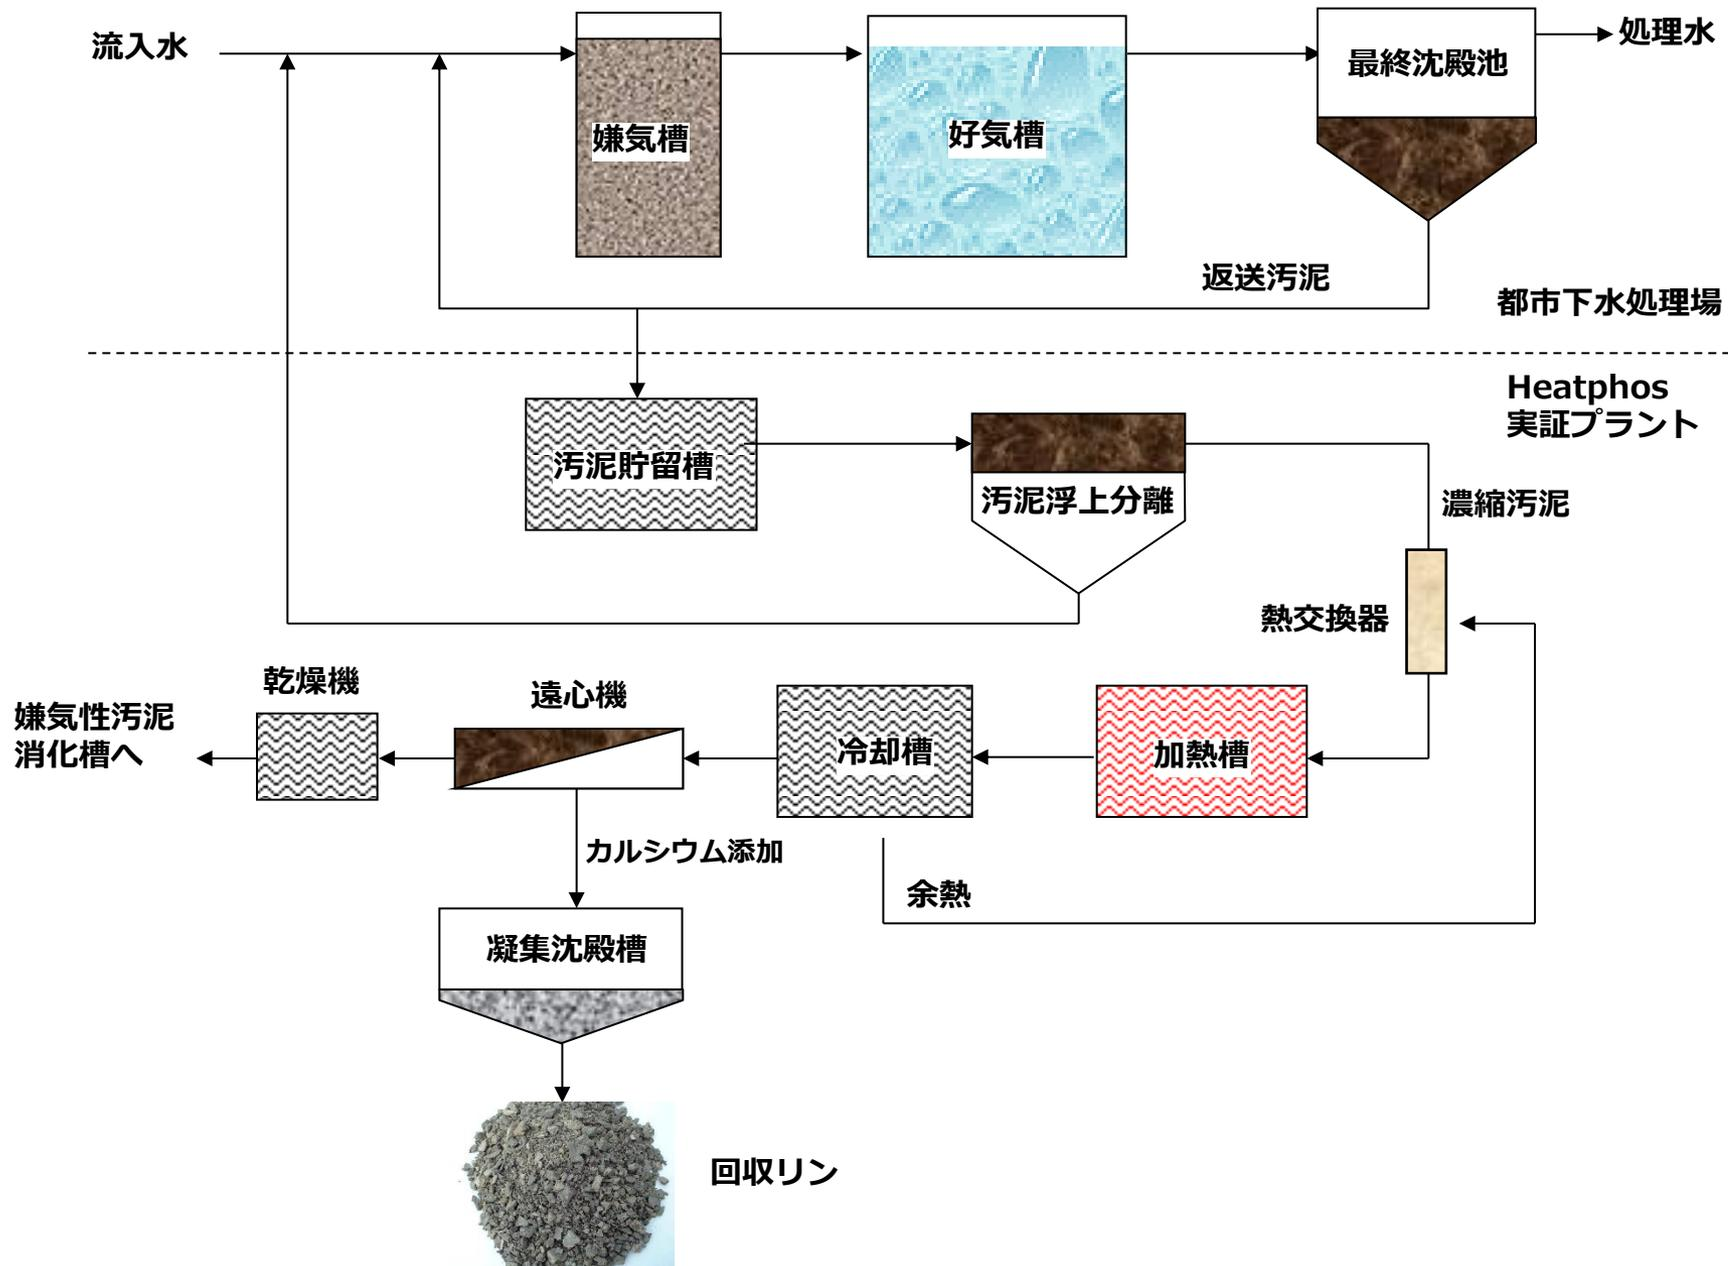 流入水
嫌気槽
好気槽
最終沈殿池
処理水
返送汚泥
都市下水処理場
Heatphos
実証プラント
汚泥貯留槽
汚泥浮上分離
濃縮汚泥
熱交換器
乾燥機
遠心機
嫌気性汚泥
消化槽へ
冷却槽
加熱槽
カルシウム添加
余熱
凝集沈殿槽
回収リン